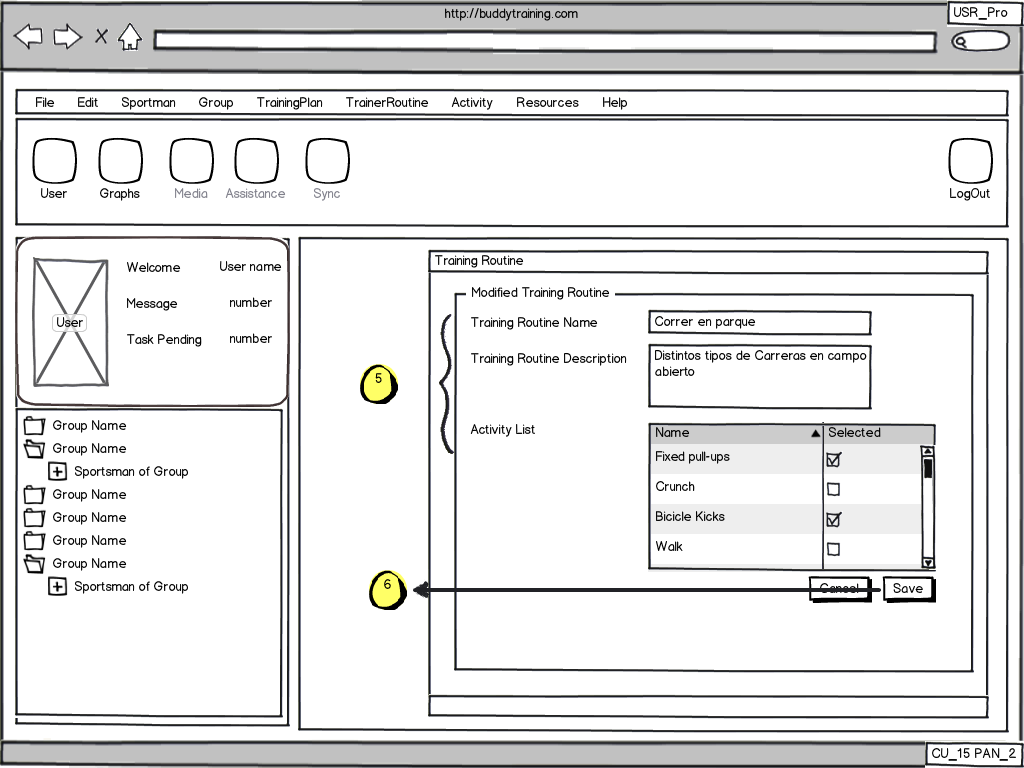 http://buddytraining.com
USR_Pro
File Edit Sportman Group TrainingPlan TrainerRoutine Activity Resources Help
User Graphs Media Assistance Sync LogOut
Welcome User name
Message number
User
Task Pending number
Group Name
Group Name
Sportsman of Group
Group Name
Group Name
Group Name
Group Name
Sportsman of Group
Training Routine
Modified Training Routine
Training Routine Name Correr en parque
Training Routine Description Distintos tipos de Carreras en campo
abierto
5
Activity List
Name Selected
Fixed pull-ups
Crunch
Bicicle Kicks
Walk
6
Cancel Save
CU_15 PAN_2